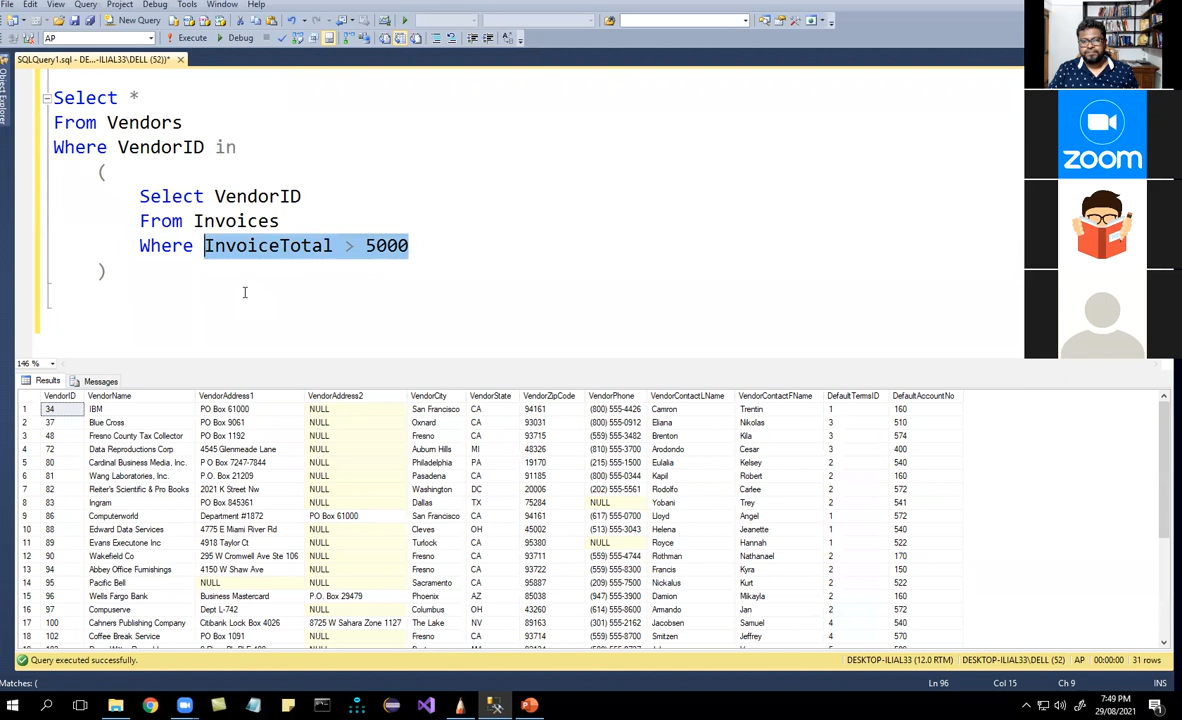 File Edit View Query Project Debug Tools Window Help
New Query
AP Execute Debug
SQLQuery1.sql - DE...-ILIAL33\DELL (52))*
Object Explorer
Select *
From Vendors
Where VendorID in
(
Select VendorID
From Invoices
Where InvoiceTotal > 5000
)
zoom
146 %
Results Messages
VendorID VendorName VendorAddress1 VendorAddress2 VendorCity VendorState VendorZipCode VendorPhone VendorContactLName VendorContactFName DefaultTermsID DefaultAccountNo
1 34 IBM PO Box 61000 NULL San Francisco CA 94161 (800) 555-4426 Camron Trentin 1 160
2 37 Blue Cross PO Box 9061 NULL Oxnard CA 93031 (800) 555-0912 Eliana Nikolas 3 510
3 48 Fresno County Tax Collector PO Box 1192 NULL Fresno CA 93715 (559) 555-3482 Brenton Kila 3 574
4 72 Data Reproductions Corp 4545 Glenmeade Lane NULL Auburn Hills MI 48326 (810) 555-3700 Arodondo Cesar 3 400
5 80 Cardinal Business Media, Inc. P O Box 7247-7844 NULL Philadelphia PA 19170 (215) 555-1500 Eulalia Kelsey 2 540
6 81 Wang Laboratories, Inc. P.O. Box 21209 NULL Pasadena CA 91185 (800) 555-0344 Kapil Robert 2 540
7 82 Reiter's Scientific & Pro Books 2021 K Street Nw NULL Washington DC 20006 (202) 555-5561 Rodolfo Carlee 2 572
8 83 Ingram PO Box 845361 NULL Dallas TX 75284 NULL Yobani Trey 2 541
9 86 Computerworld Department #1872 PO Box 61000 San Francisco CA 94161 (617) 555-0700 Lloyd Angel 1 572
10 88 Edward Data Services 4775 E Miami River Rd NULL Cleves OH 45002 (513) 555-3043 Helena Jeanette 1 540
11 89 Evans Executone Inc 4918 Taylor Ct NULL Turlock CA 95380 NULL Royce Hannah 1 522
12 90 Wakefield Co 295 W Cromwell Ave Ste 106 NULL Fresno CA 93711 (559) 555-4744 Rothman Nathanael 2 170
13 94 Abbey Office Furnishings 4150 W Shaw Ave NULL Fresno CA 93722 (559) 555-8300 Francis Kyra 2 150
14 95 Pacific Bell NULL NULL Sacramento CA 95887 (209) 555-7500 Nickalus Kurt 2 522
15 96 Wells Fargo Bank Business Mastercard P.O. Box 29479 Phoenix AZ 85038 (947) 555-3900 Damion Mikayla 2 160
16 97 Compuserve Dept L-742 NULL Columbus OH 43260 (614) 555-8600 Armando Jan 2 572
17 100 Cahners Publishing Company Citibank Lock Box 4026 8725 W Sahara Zone 1127 The Lake NV 89163 (301) 555-2162 Jacobsen Samuel 4 540
18 102 Coffee Break Service PO Box 1091 NULL Fresno CA 93714 (559) 555-8700 Smitzen Jeffrey 4 570
Query executed successfully. DESKTOP-ILIAL33 (12.0 RTM) DESKTOP-ILIAL33\DELL (52) AP 00:00:00 31 rows
Matches: ( Ln 96 Col 15 Ch 9 INS
7:49 PM
29/08/2021